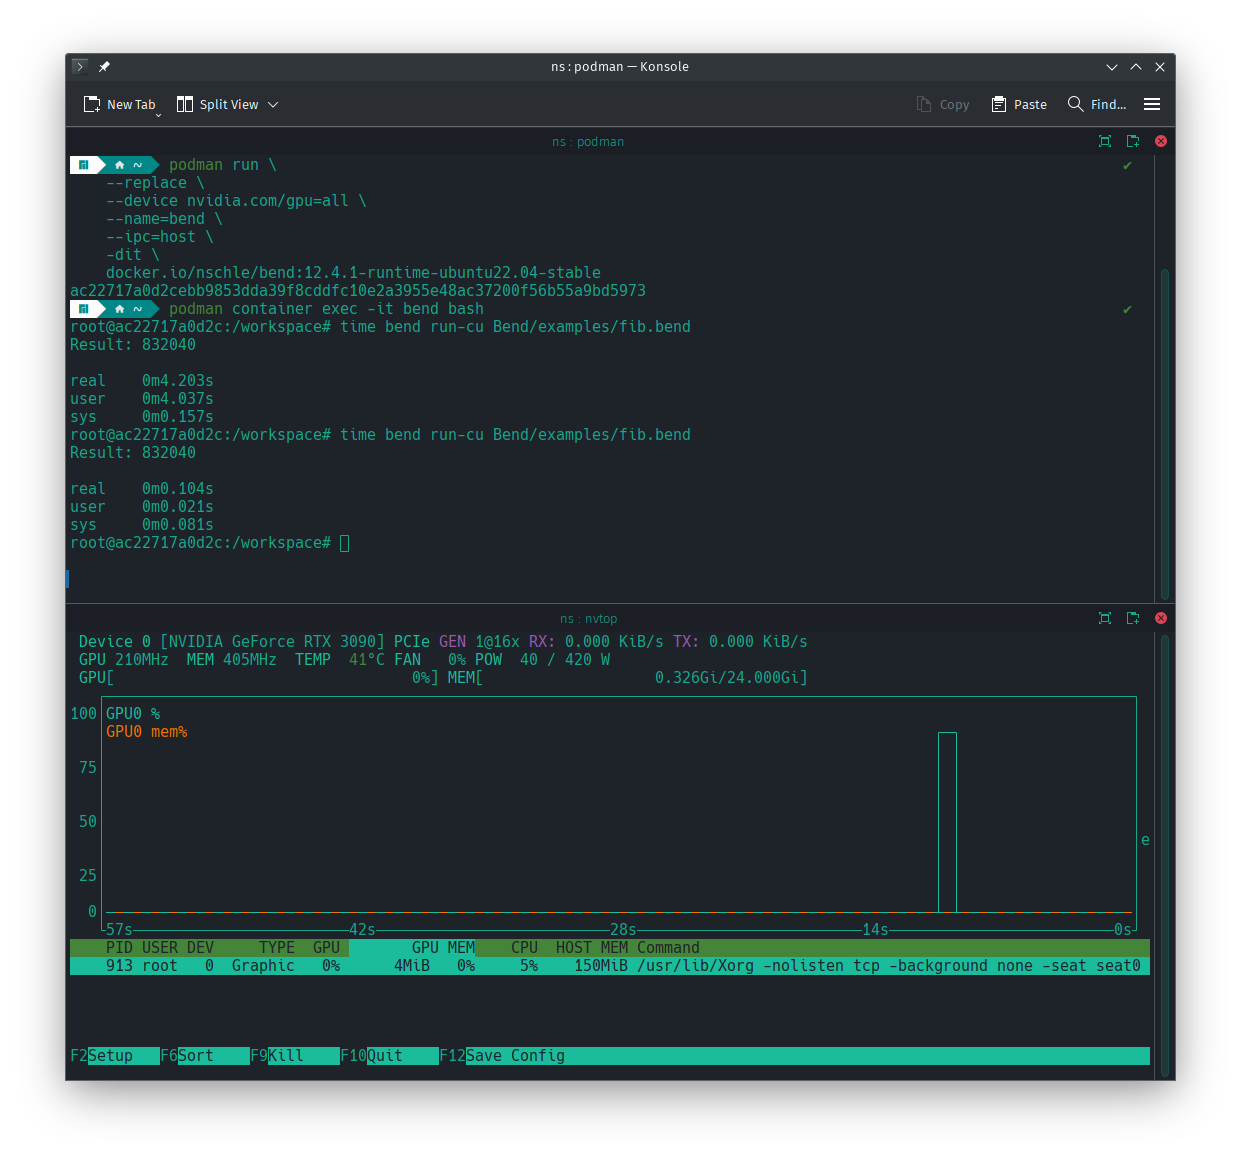 ns : podman — Konsole
New Tab Split View Copy Paste Find...
ns : podman
~ podman run \ ✔
--replace \
--device nvidia.com/gpu=all \
--name=bend \
--ipc=host \
-dit \
docker.io/nschle/bend:12.4.1-runtime-ubuntu22.04-stable
ac22717a0d2cebb9853dda39f8cddfc10e2a3955e48ac37200f56b55a9bd5973
~ podman container exec -it bend bash ✔
root@ac22717a0d2c:/workspace# time bend run-cu Bend/examples/fib.bend
Result: 832040
real 0m4.203s
user 0m4.037s
sys 0m0.157s
root@ac22717a0d2c:/workspace# time bend run-cu Bend/examples/fib.bend
Result: 832040
real 0m0.104s
user 0m0.021s
sys 0m0.081s
root@ac22717a0d2c:/workspace#
ns : nvtop
Device 0 [NVIDIA GeForce RTX 3090] PCIe GEN 1@16x RX: 0.000 KiB/s TX: 0.000 KiB/s
GPU 210MHz MEM 405MHz TEMP 41°C FAN 0% POW 40 / 420 W
GPU[ 0%] MEM[ 0.326Gi/24.000Gi]
100 GPU0 %
GPU0 mem%
75
50
e
25
0
57s 42s 28s 14s 0s
PID USER DEV TYPE GPU GPU MEM CPU HOST MEM Command
913 root 0 Graphic 0% 4MiB 0% 5% 150MiB /usr/lib/Xorg -nolisten tcp -background none -seat seat0
F2Setup F6Sort F9Kill F10Quit F12Save Config